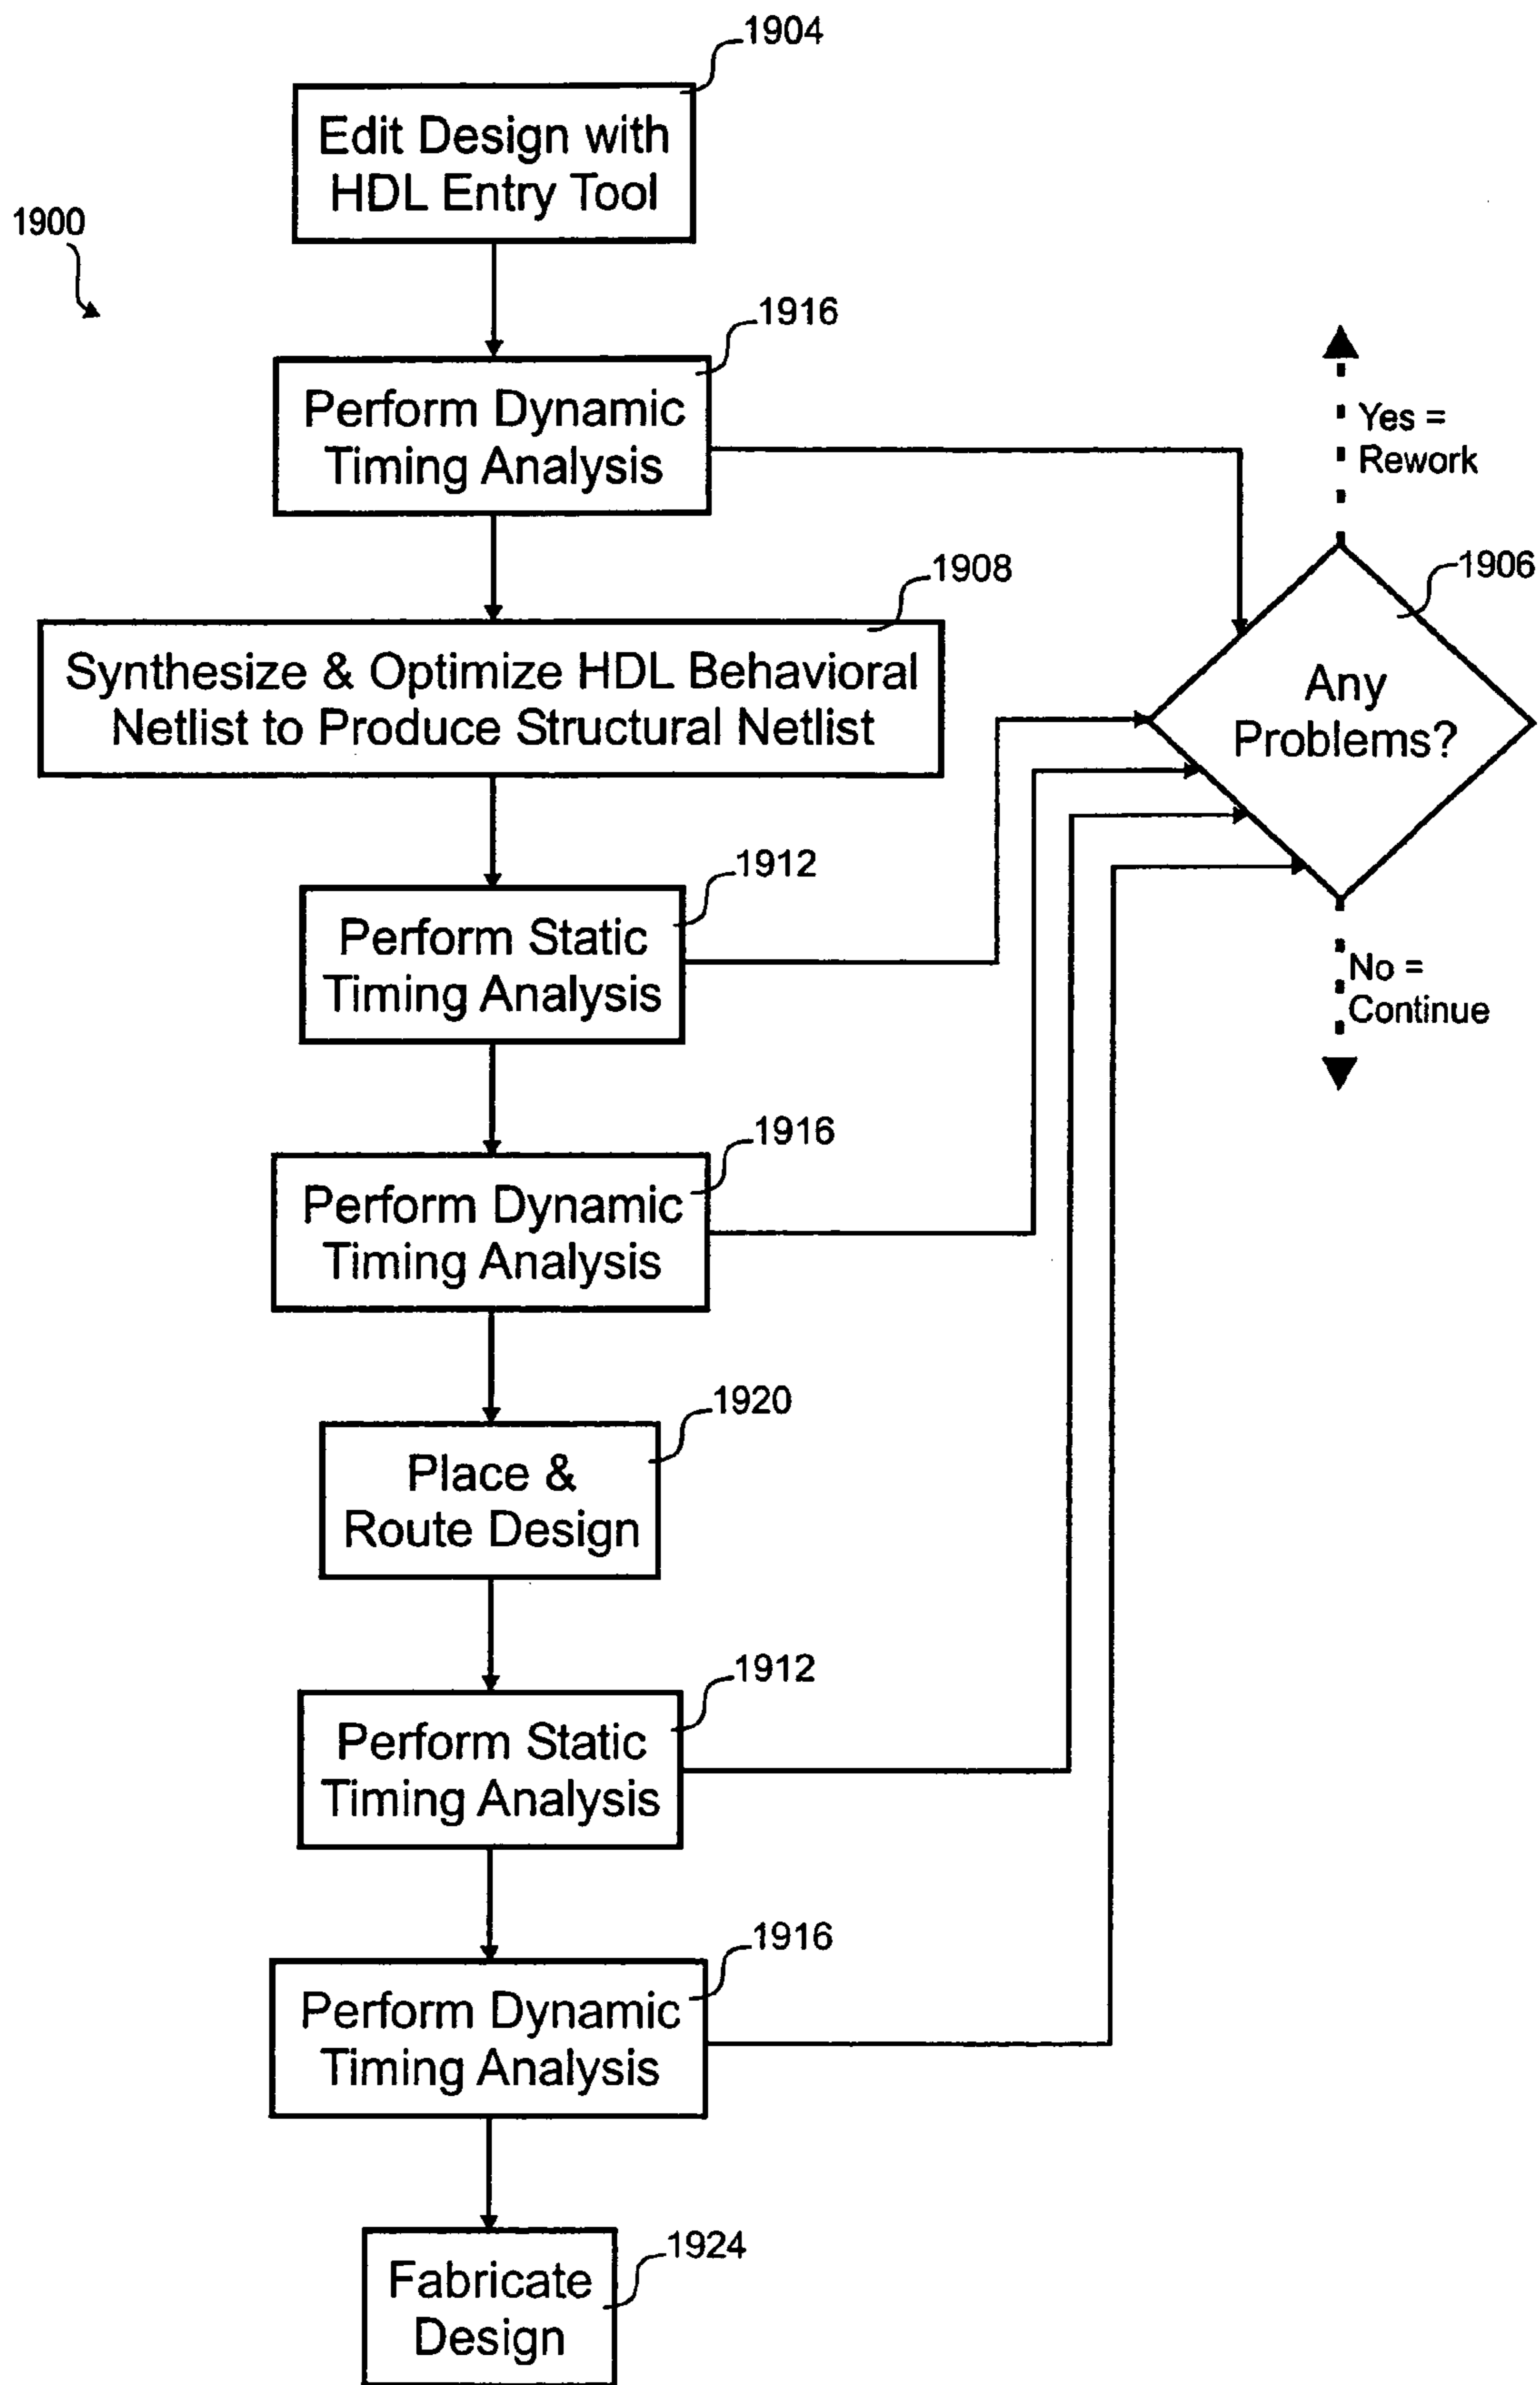 1904
Edit Design with
HDL Entry Tool
1900
1916
Perform Dynamic
Timing Analysis
Yes =
Rework
1908
1906
Synthesize & Optimize HDL Behavioral
Netlist to Produce Structural Netlist
Any
Problems?
1912
Perform Static
Timing Analysis
No =
Continue
1916
Perform Dynamic
Timing Analysis
1920
Place &
Route Design
1912
Perform Static
Timing Analysis
1916
Perform Dynamic
Timing Analysis
1924
Fabricate
Design